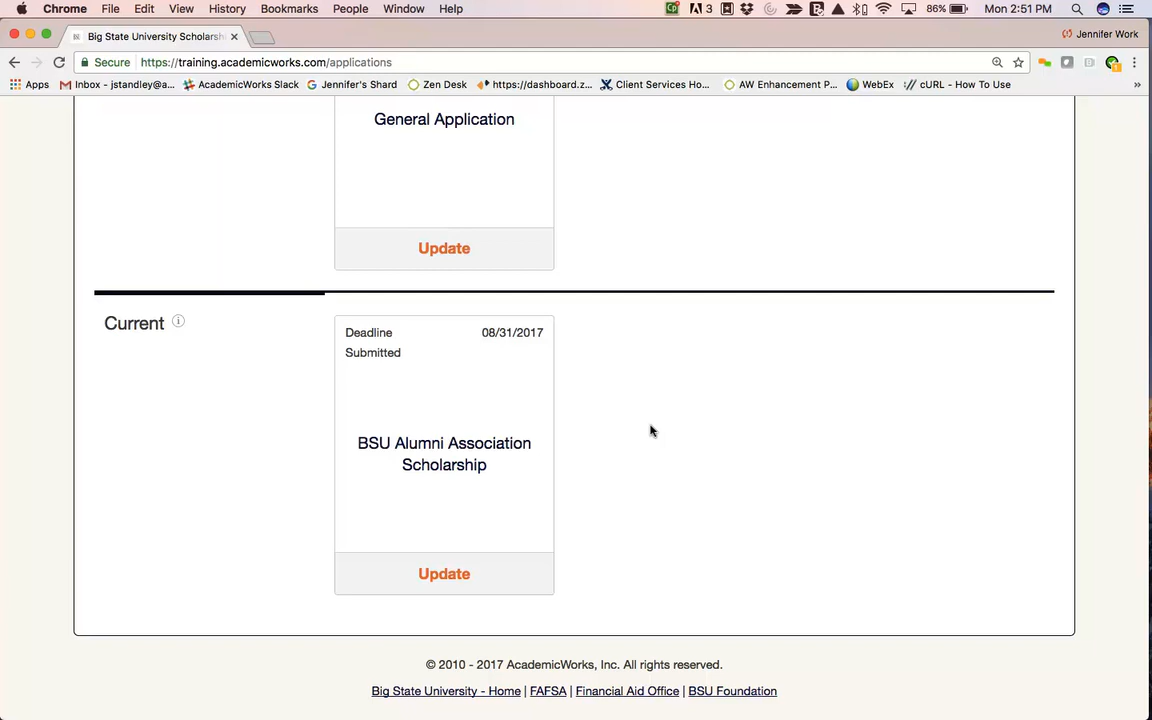 Chrome File Edit View History Bookmarks People Window Help 3 86% Mon 2:51 PM
Big State University Scholarsh Jennifer Work
Secure https://training.academicworks.com/applications
Apps Inbox - jstandley@a... AcademicWorks Slack Jennifer's Shard Zen Desk https://dashboard.z... Client Services Ho... AW Enhancement P... WebEx cURL - How To Use »
General Application
Update
Current
Deadline 08/31/2017
Submitted
BSU Alumni Association
Scholarship
Update
© 2010 - 2017 AcademicWorks, Inc. All rights reserved.
Big State University - Home | FAFSA | Financial Aid Office | BSU Foundation